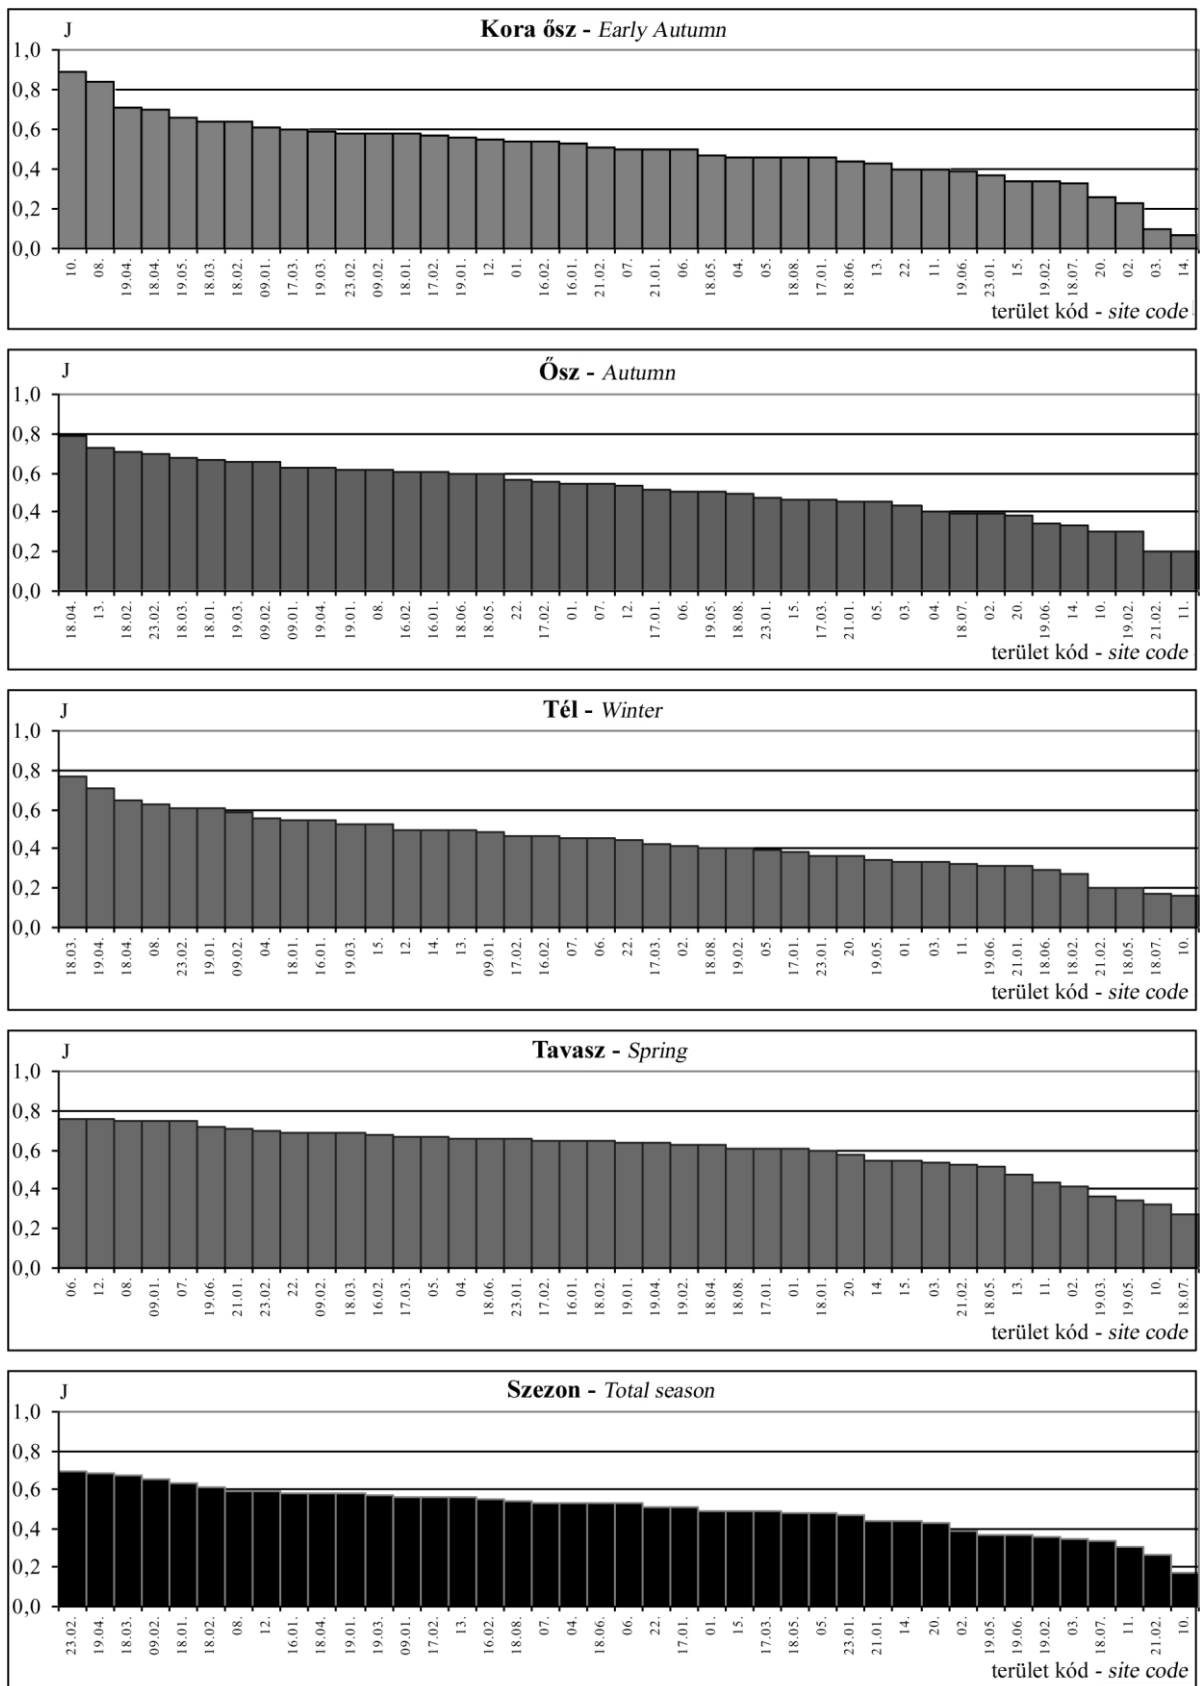 J
Kora ősz - Early Autumn
1,0
0,8
0,6
0,4
0,2
0,0
10. 08. 19.04. 18.04. 19.05. 18.03. 18.02. 09.01. 17.03. 19.03. 23.02. 09.02. 18.01. 17.02. 19.01. 12. 01. 16.02. 16.01. 21.02. 07. 21.01. 06. 18.05. 04. 05. 18.08. 17.01. 18.06. 13. 22. 11. 19.06. 23.01. 15. 19.02. 18.07. 20. 02. 03. 14.
terület kód - site code
J
Ősz - Autumn
1,0
0,8
0,6
0,4
0,2
0,0
18.04. 13. 18.02. 23.02. 18.03. 18.01. 19.03. 09.02. 09.01. 19.04. 19.01. 08. 16.02. 16.01. 18.06. 18.05. 22. 17.02. 01. 07. 12. 17.01. 06. 19.05. 18.08. 23.01. 15. 17.03. 21.01. 05. 03. 04. 18.07. 02. 20. 19.06. 14. 10. 19.02. 21.02. 11.
terület kód - site code
J
Tél - Winter
1,0
0,8
0,6
0,4
0,2
0,0
18.03. 19.04. 18.04. 08. 23.02. 19.01. 09.02. 04. 18.01. 16.01. 19.03. 15. 12. 14. 13. 09.01. 17.02. 16.02. 07. 06. 22. 17.03. 02. 18.08. 19.02. 05. 17.01. 23.01. 20. 19.05. 01. 03. 11. 19.06. 21.01. 18.06. 18.02. 21.02. 18.05. 18.07. 10.
terület kód - site code
J
Tavasz - Spring
1,0
0,8
0,6
0,4
0,2
0,0
06. 12. 08. 09.01. 07. 19.06. 21.01. 23.02. 22. 09.02. 18.03. 16.02. 17.03. 05. 04. 18.06. 23.01. 17.02. 16.01. 18.02. 19.01. 19.04. 19.02. 18.04. 18.08. 17.01. 01. 18.01. 20. 14. 15. 03. 21.02. 18.05. 13. 11. 02. 19.03. 19.05. 10. 18.07.
terület kód - site code
J
Szezon - Total season
1,0
0,8
0,6
0,4
0,2
0,0
23.02. 19.04. 18.03. 09.02. 18.01. 18.02. 08. 12. 16.01. 18.04. 19.01. 19.03. 09.01. 17.02. 13. 16.02. 18.08. 07. 04. 18.06. 06. 22. 17.01. 01. 15. 17.03. 18.05. 05. 23.01. 21.01. 14. 20. 02. 19.05. 19.06. 19.02. 03. 18.07. 11. 21.02. 10.
terület kód - site code